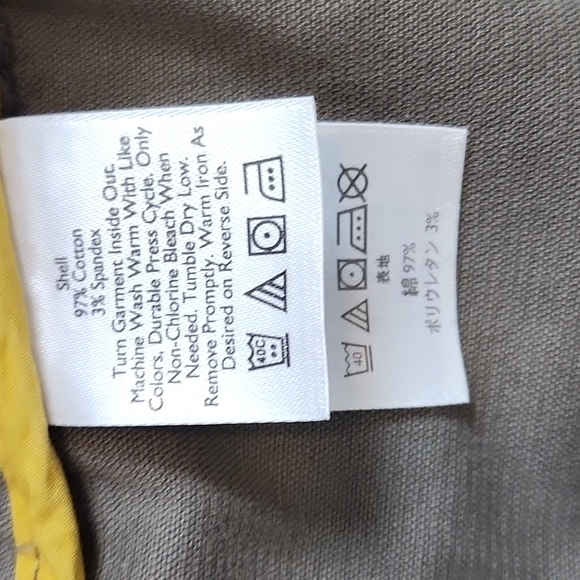 Shell
97% Cotton
3% Spandex
Turn Garment Inside Out.
Machine Wash Warm With Like
Colors, Durable Press Cycle. Only
Non-Chlorine Bleach When
Needed. Tumble Dry Low.
Remove Promptly. Warm Iron As
Desired on Reverse Side.
40C
40
表地
綿 97%
ポリウレタン 3%